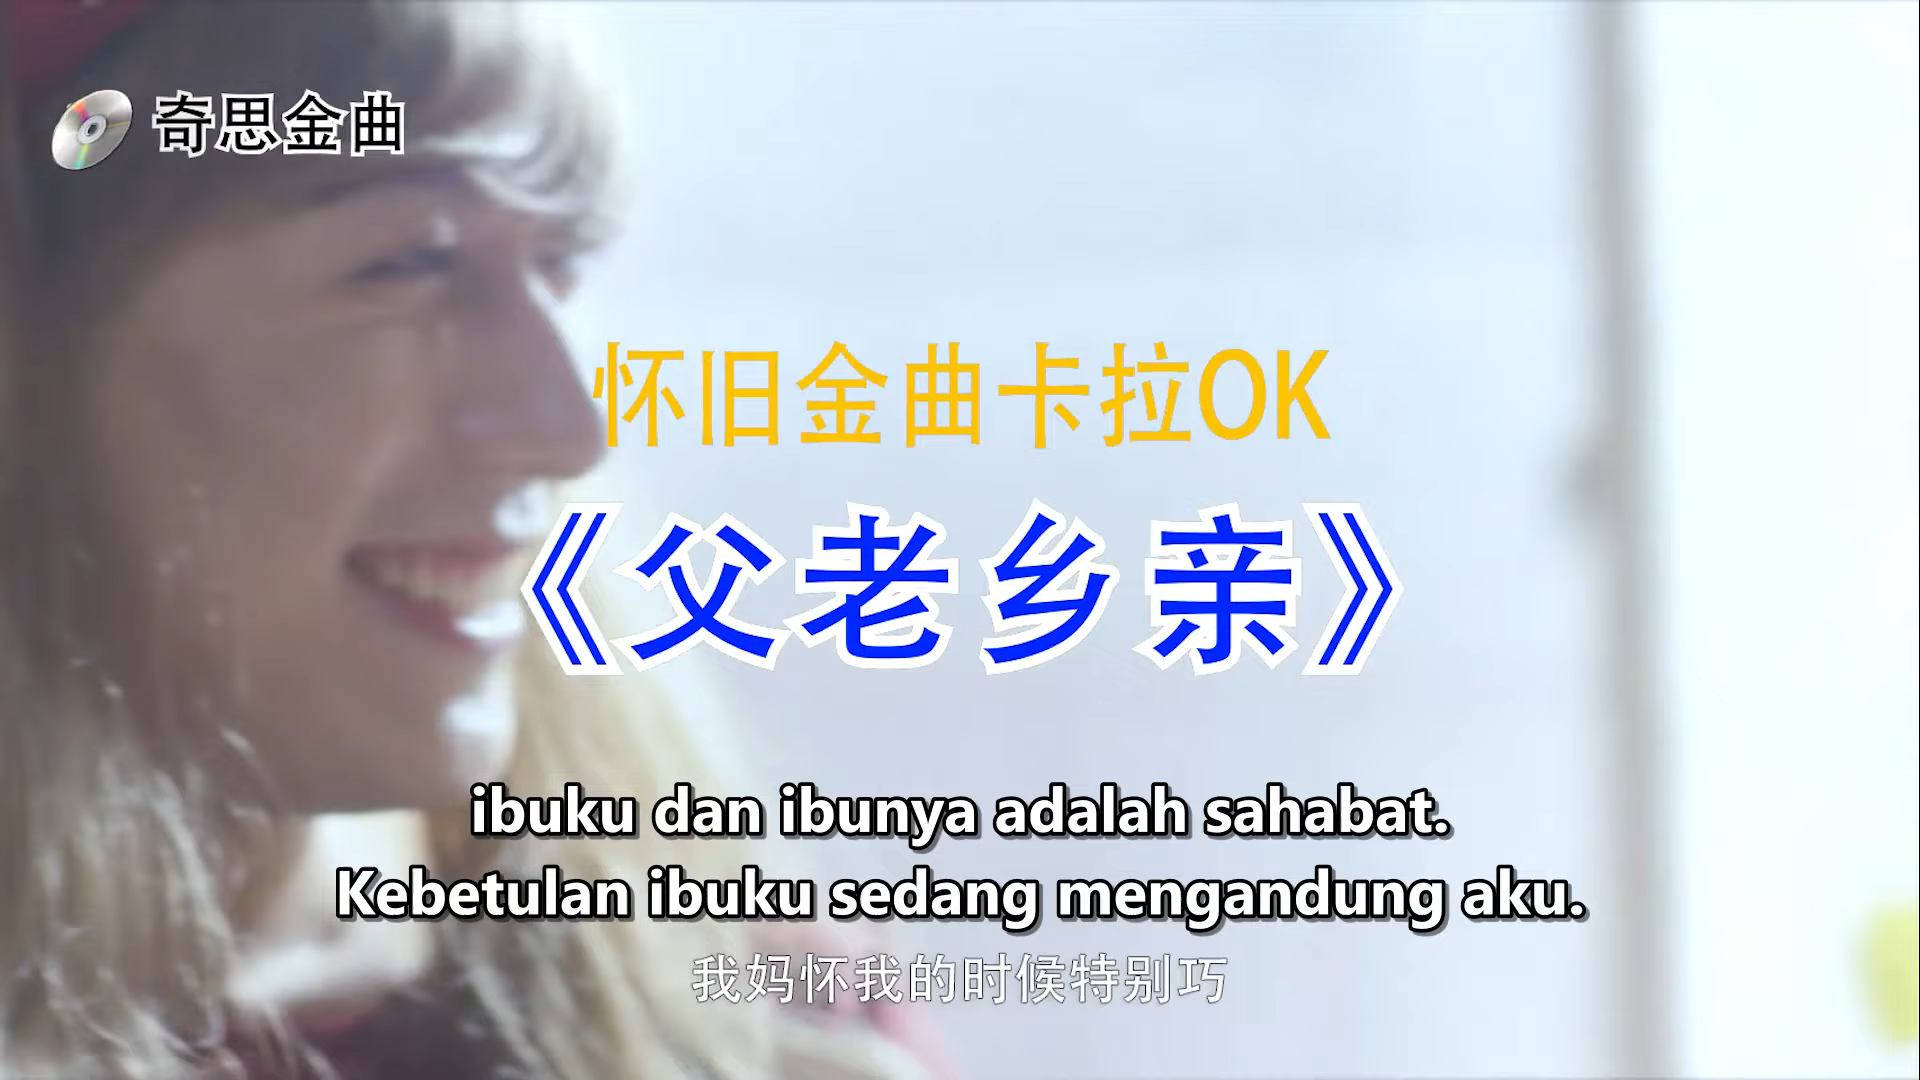 奇思金曲
怀旧金曲卡拉OK
《父老乡亲》
ibuku dan ibunya adalah sahabat.
Kebetulan ibuku sedang mengandung aku.
我妈怀我的时候特别巧